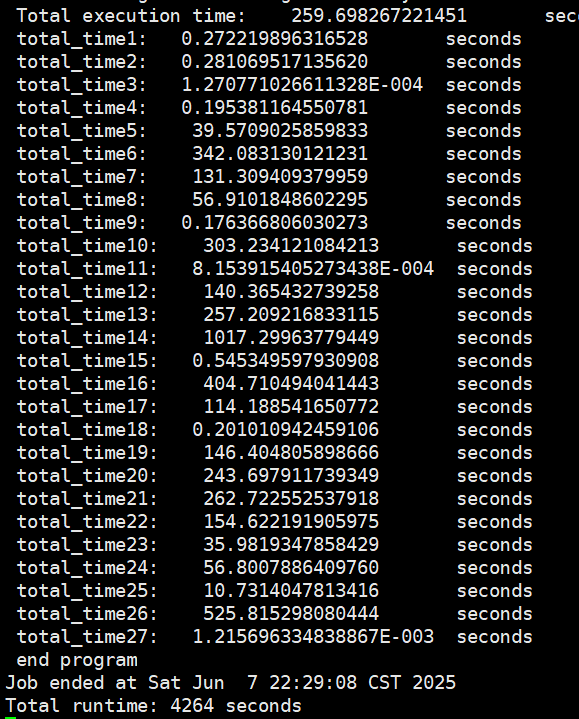 Total execution time: 259.698267221451 sec
total_time1: 0.272219896316528 seconds
total_time2: 0.281069517135620 seconds
total_time3: 1.270771026611328E-004 seconds
total_time4: 0.195381164550781 seconds
total_time5: 39.5709025859833 seconds
total_time6: 342.083130121231 seconds
total_time7: 131.309409379959 seconds
total_time8: 56.9101848602295 seconds
total_time9: 0.176366806030273 seconds
total_time10: 303.234121084213 seconds
total_time11: 8.153915405273438E-004 seconds
total_time12: 140.365432739258 seconds
total_time13: 257.209216833115 seconds
total_time14: 1017.29963779449 seconds
total_time15: 0.545349597930908 seconds
total_time16: 404.710494041443 seconds
total_time17: 114.188541650772 seconds
total_time18: 0.201010942459106 seconds
total_time19: 146.404805898666 seconds
total_time20: 243.697911739349 seconds
total_time21: 262.722552537918 seconds
total_time22: 154.622191905975 seconds
total_time23: 35.9819347858429 seconds
total_time24: 56.8007886409760 seconds
total_time25: 10.7314047813416 seconds
total_time26: 525.815298080444 seconds
total_time27: 1.215696334838867E-003 seconds
end program
Job ended at Sat Jun 7 22:29:08 CST 2025
Total runtime: 4264 seconds